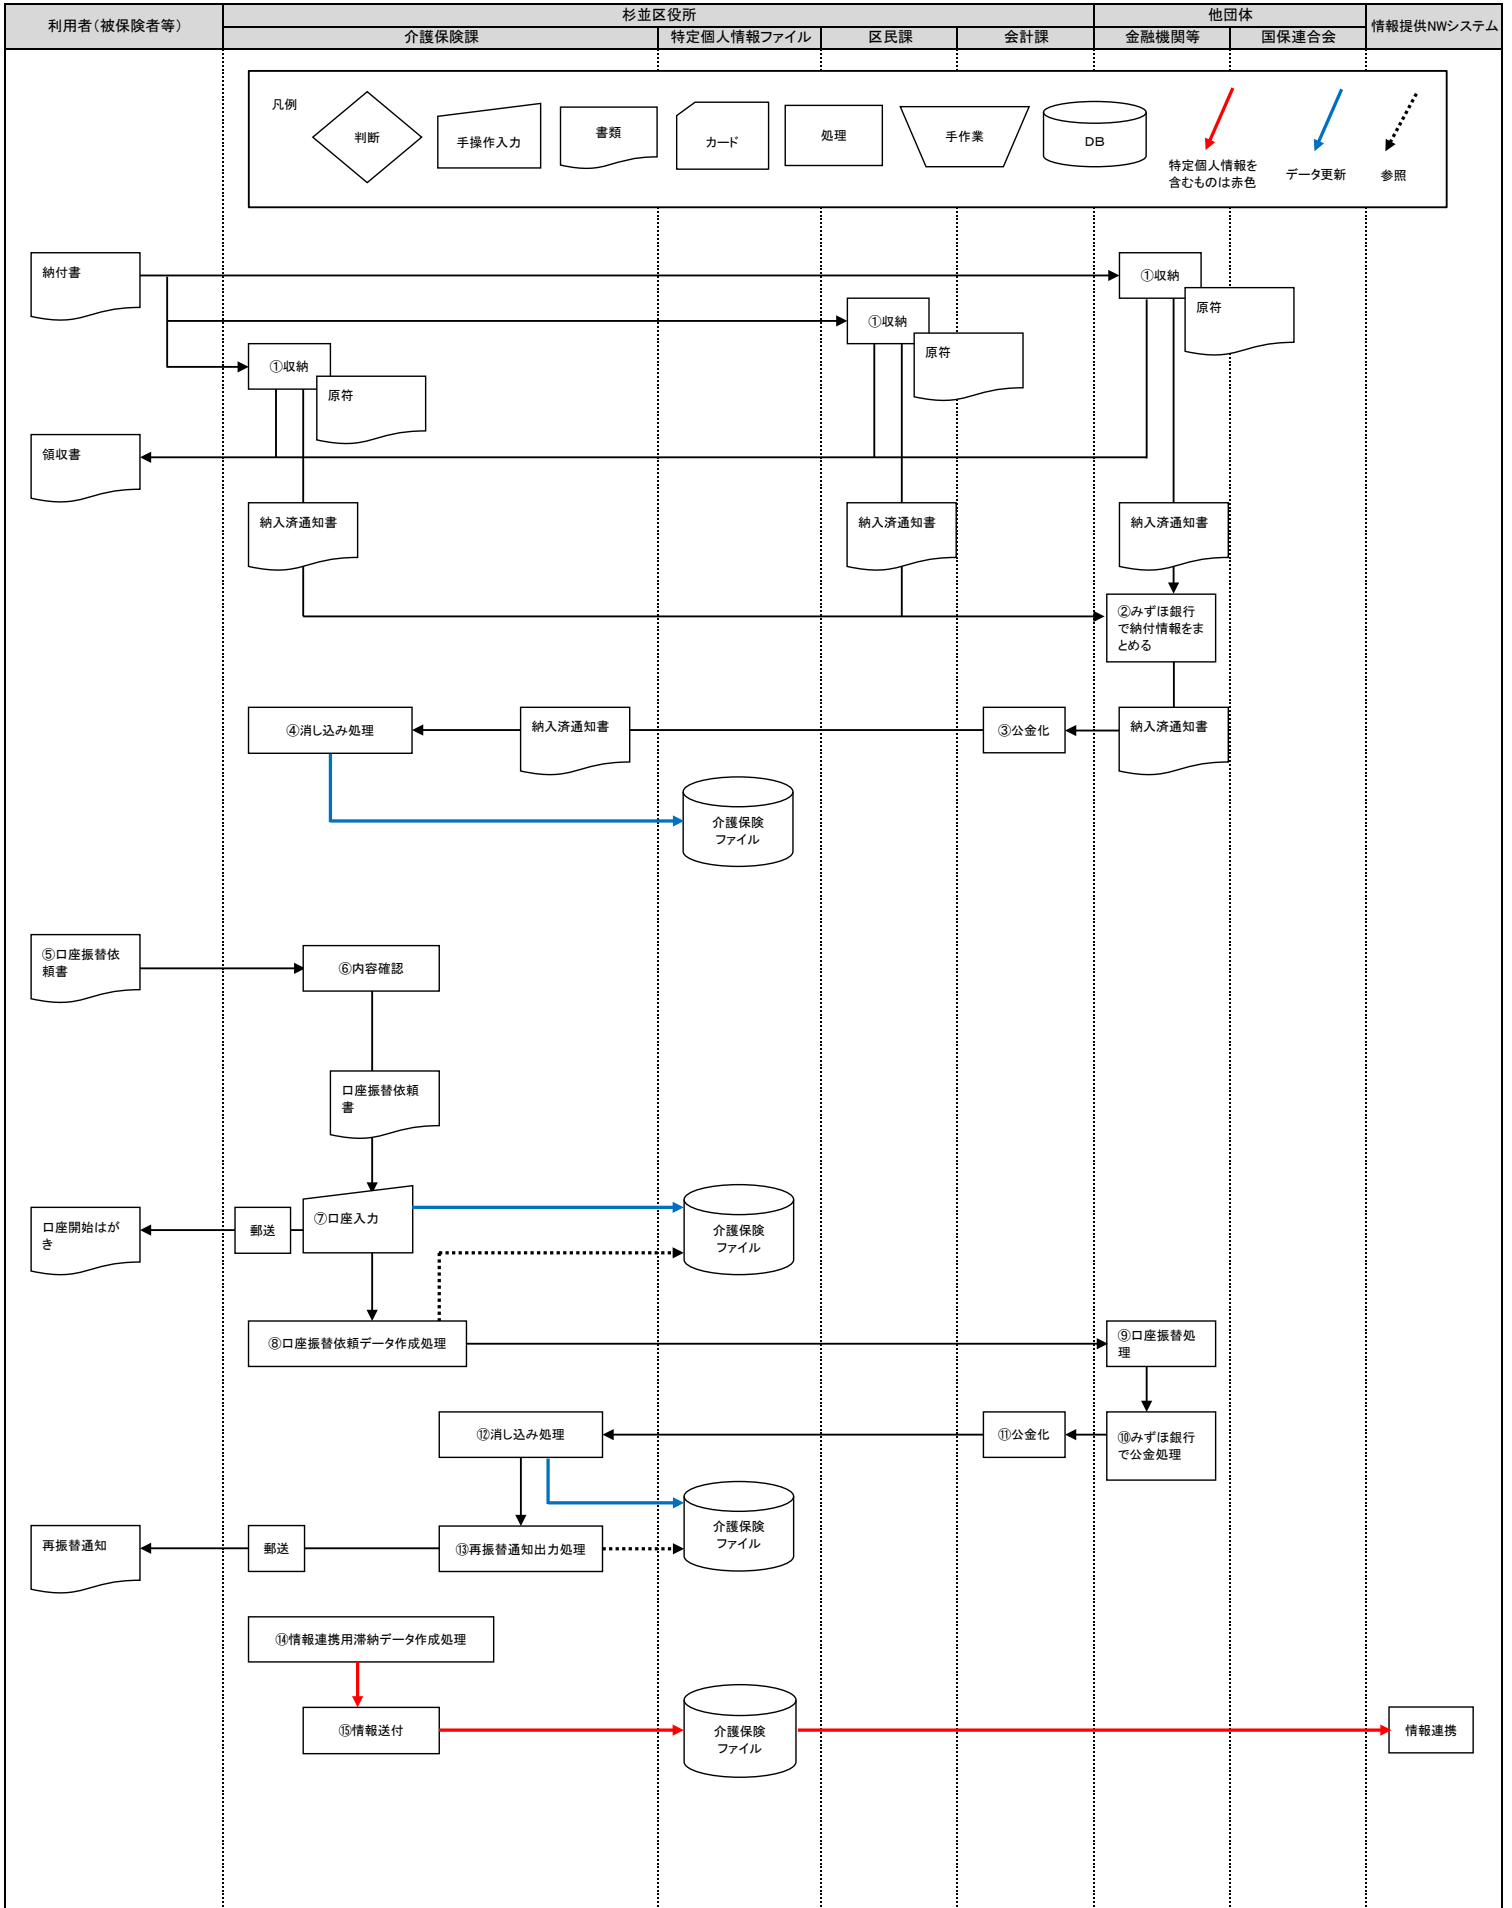 利用者(被保険者等)
杉並区役所
他団体
情報提供NWシステム
介護保険課
特定個人情報ファイル
区民課
会計課
金融機関等
国保連合会
凡例
判断
手操作入力
書類
カード
処理
手作業
DB
特定個人情報を
含むものは赤色
データ更新
参照
納付書
①収納
原符
①収納
原符
①収納
原符
領収書
納入済通知書
納入済通知書
納入済通知書
②みずほ銀行
で納付情報をま
とめる
④消し込み処理
納入済通知書
③公金化
納入済通知書
介護保険
ファイル
⑤口座振替依
頼書
⑥内容確認
口座振替依頼
書
口座開始はが
き
郵送
⑦口座入力
介護保険
ファイル
⑧口座振替依頼データ作成処理
⑨口座振替処
理
⑫消し込み処理
⑪公金化
⑩みずほ銀行
で公金処理
介護保険
ファイル
再振替通知
郵送
⑬再振替通知出力処理
⑭情報連携用滞納データ作成処理
⑮情報送付
介護保険
ファイル
情報連携